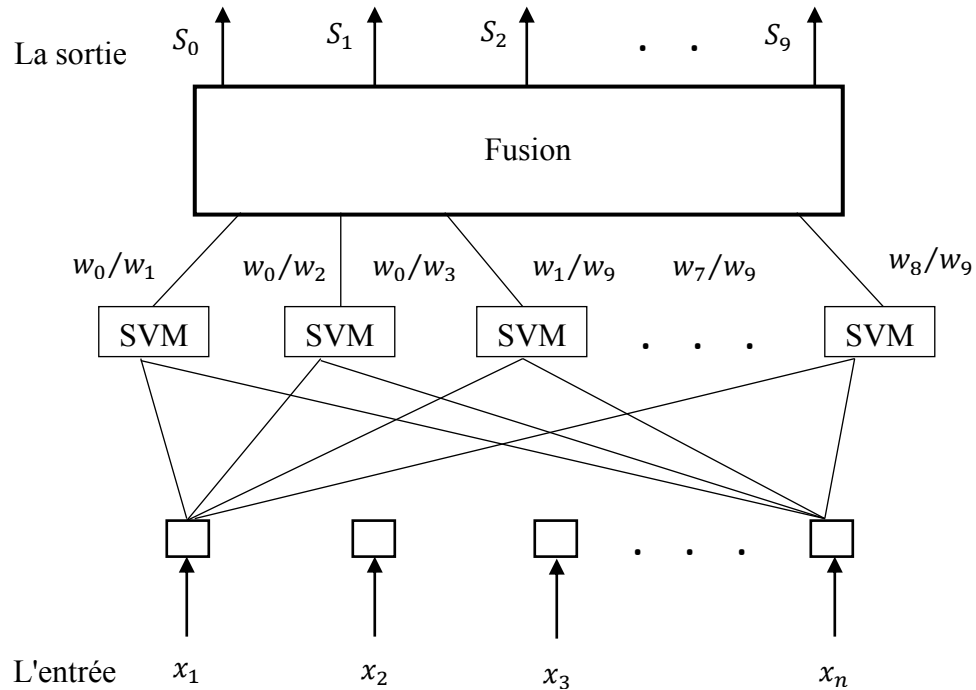 La sortie S₀ S₁ S₂ . . S₉
Fusion
w₀/w₁ w₀/w₂ w₀/w₃ w₁/w₉ w₇/w₉ w₈/w₉
SVM SVM SVM . . . SVM
. . .
L'entrée x₁ x₂ x₃ xₙ